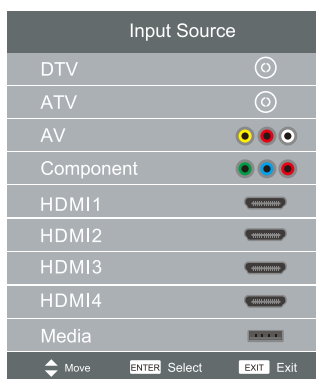 Input Source
DTV
ATV
AV
Component
HDMI1
HDMI2
HDMI3
HDMI4
Media
Move ENTER Select EXIT Exit